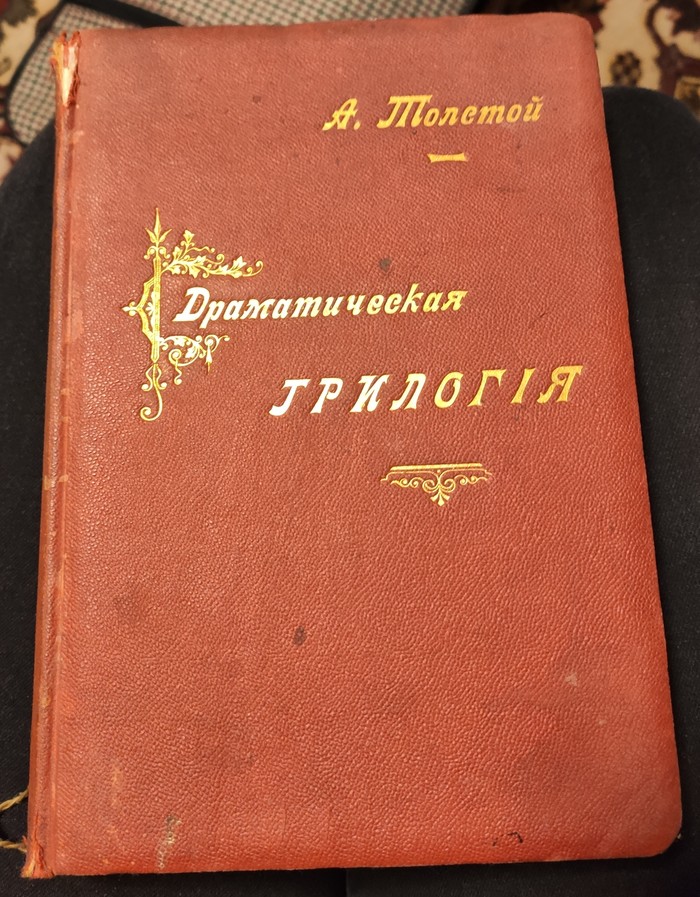 А. Толстой
Драматическая
ТРИЛОГІЯ